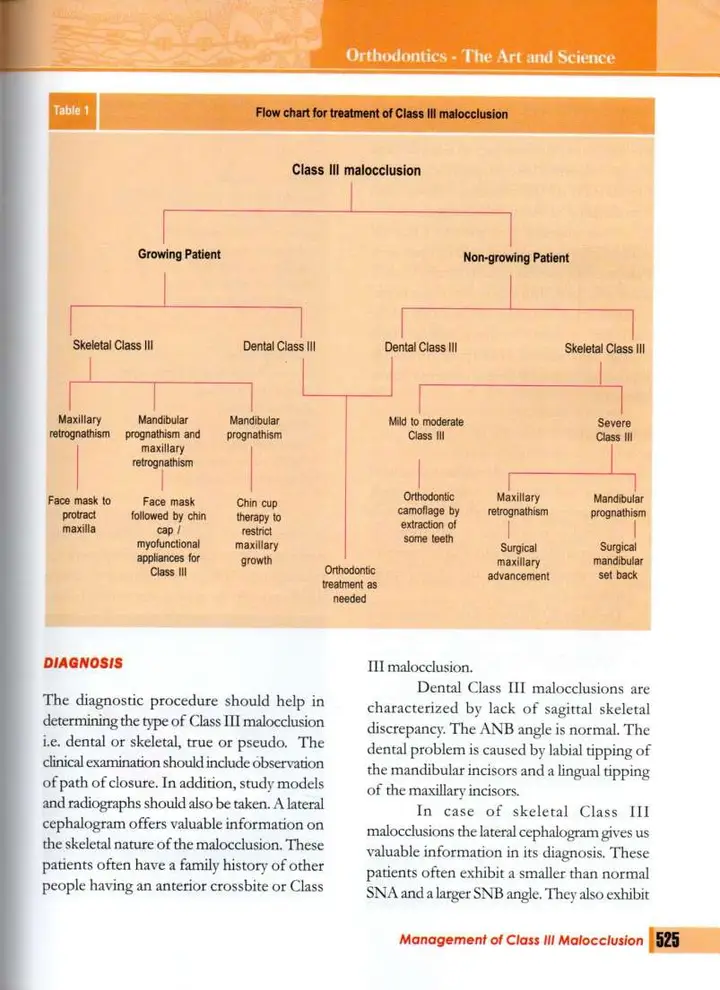 Orthodontics - The Art and Science
Table 1
Flow chart for treatment of Class III malocclusion
Class III malocclusion
Growing Patient
Non-growing Patient
Skeletal Class III
Dental Class III
Dental Class III
Skeletal Class III
Maxillary
retrognathism
Mandibular
prognathism and
maxillary
retrognathism
Mandibular
prognathism
Mild to moderate
Class III
Severe
Class III
Face mask to
protract
maxilla
Face mask
followed by chin
cap /
myofunctional
appliances for
Class III
Chin cup
therapy to
restrict
maxillary
growth
Orthodontic
treatment as
needed
Orthodontic
camoflage by
extraction of
some teeth
Maxillary
retrognathism
Surgical
maxillary
advancement
Mandibular
prognathism
Surgical
mandibular
set back
DIAGNOSIS
The diagnostic procedure should help in
determining the type of Class III malocclusion
i.e. dental or skeletal, true or pseudo. The
clinical examination should include observation
of path of closure. In addition, study models
and radiographs should also be taken. A lateral
cephalogram offers valuable information on
the skeletal nature of the malocclusion. These
patients often have a family history of other
people having an anterior crossbite or Class
III malocclusion.
Dental Class III malocclusions are
characterized by lack of sagittal skeletal
discrepancy. The ANB angle is normal. The
dental problem is caused by labial tipping of
the mandibular incisors and a lingual tipping
of the maxillary incisors.
In case of skeletal Class III
malocclusions the lateral cephalogram gives us
valuable information in its diagnosis. These
patients often exhibit a smaller than normal
SNA and a larger SNB angle. They also exhibit
Management of Class III Malocclusion 525